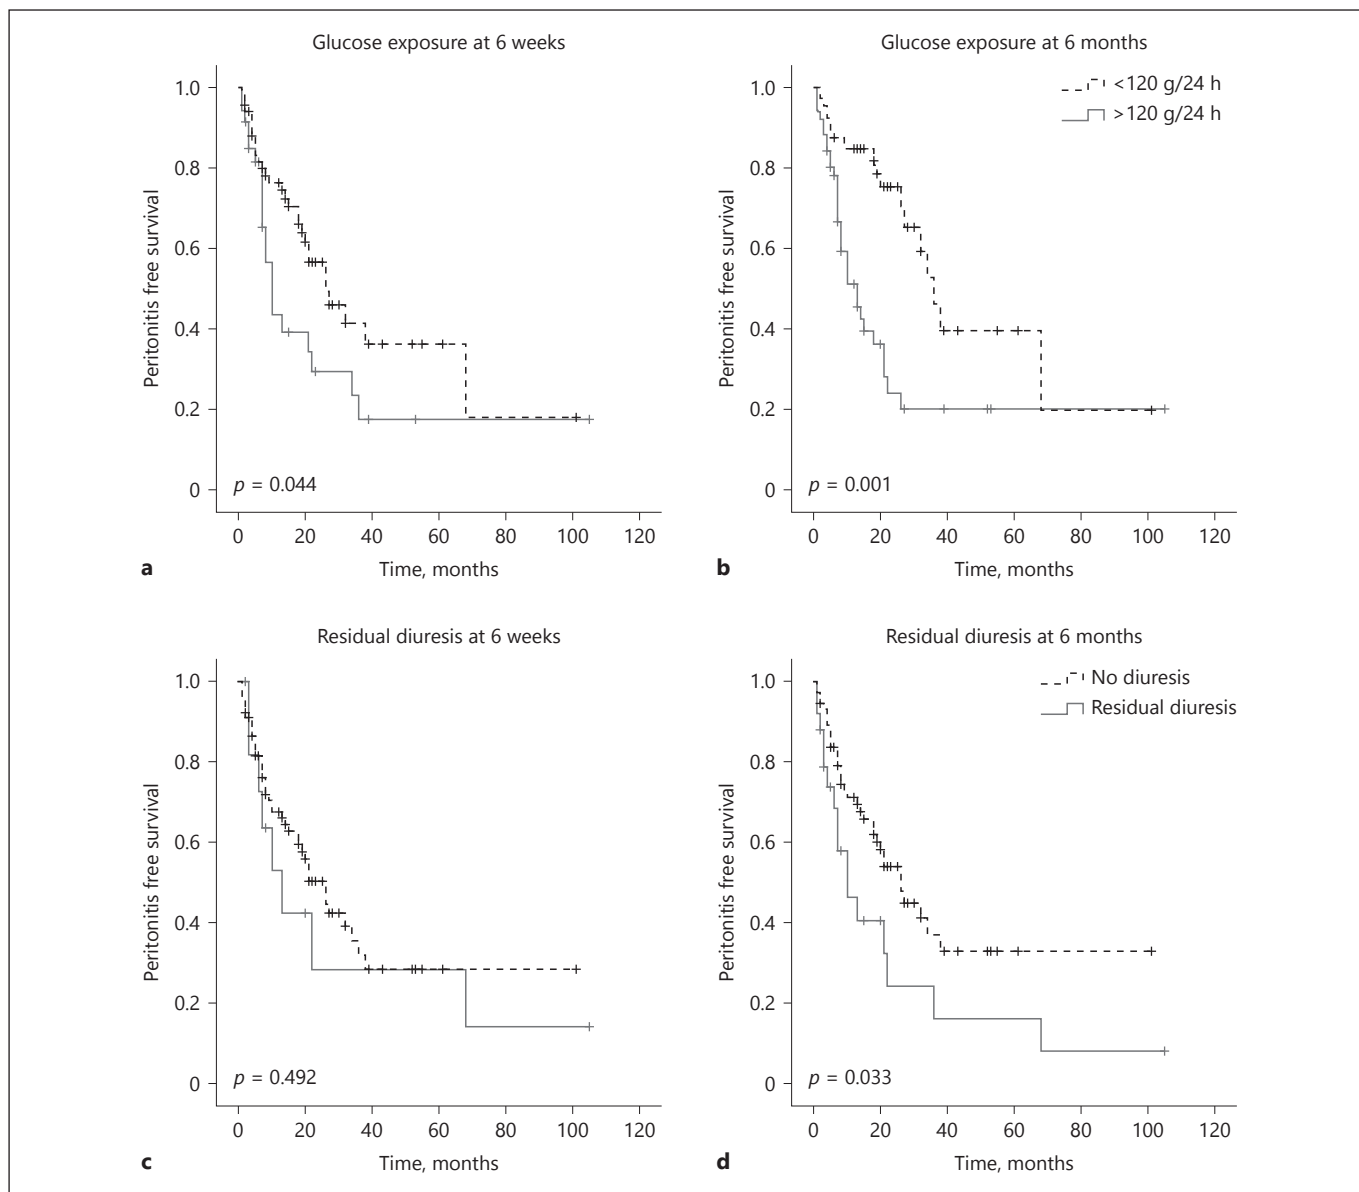 Glucose exposure at 6 weeks
Peritonitis free survival
1.0
0.8
0.6
0.4
0.2
0
p = 0.044
0 20 40 60 80 100 120
Time, months
a
Glucose exposure at 6 months
<120 g/24 h
>120 g/24 h
Peritonitis free survival
1.0
0.8
0.6
0.4
0.2
0
p = 0.001
0 20 40 60 80 100 120
Time, months
b
Residual diuresis at 6 weeks
Peritonitis free survival
1.0
0.8
0.6
0.4
0.2
0
p = 0.492
0 20 40 60 80 100 120
Time, months
c
Residual diuresis at 6 months
No diuresis
Residual diuresis
Peritonitis free survival
1.0
0.8
0.6
0.4
0.2
0
p = 0.033
0 20 40 60 80 100 120
Time, months
d